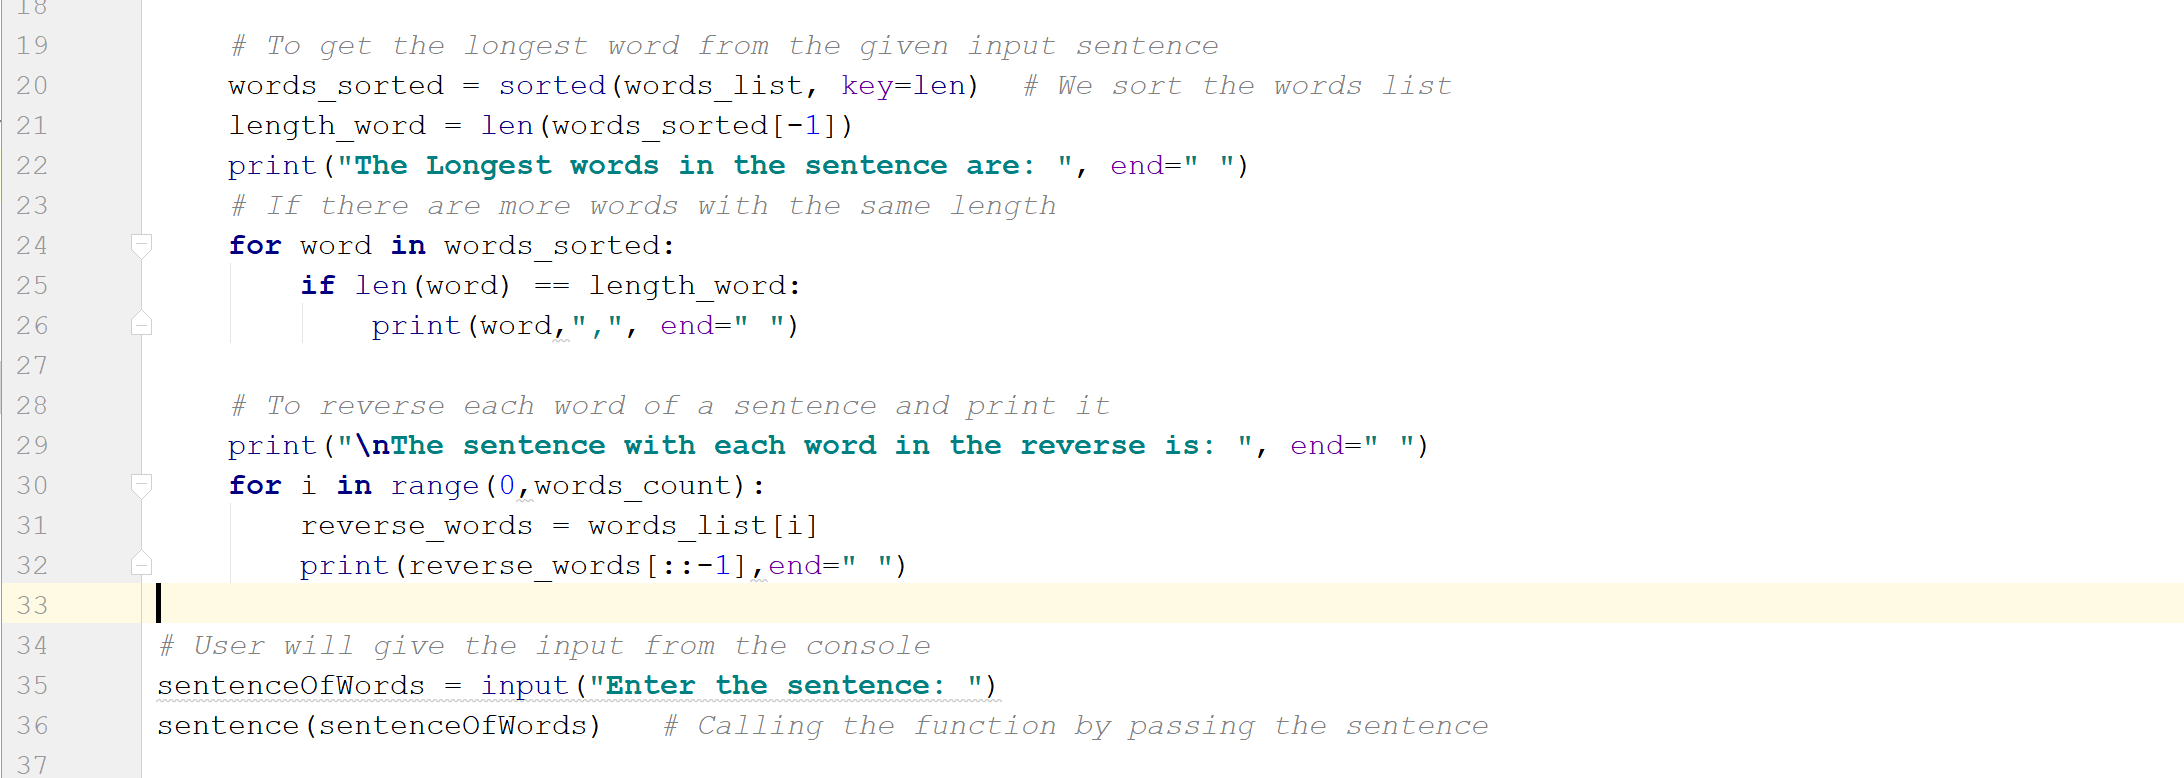 18
19     # To get the longest word from the given input sentence
20     words_sorted = sorted(words_list, key=len)  # We sort the words list
21     length_word = len(words_sorted[-1])
22     print("The Longest words in the sentence are: ", end=" ")
23     # If there are more words with the same length
24     for word in words_sorted:
25         if len(word) == length_word:
26             print(word,",", end=" ")
27
28     # To reverse each word of a sentence and print it
29     print("\nThe sentence with each word in the reverse is: ", end=" ")
30     for i in range(0,words_count):
31         reverse_words = words_list[i]
32         print(reverse_words[::-1],end=" ")
33
34 # User will give the input from the console
35 sentenceOfWords = input("Enter the sentence: ")
36 sentence(sentenceOfWords)   # Calling the function by passing the sentence
37